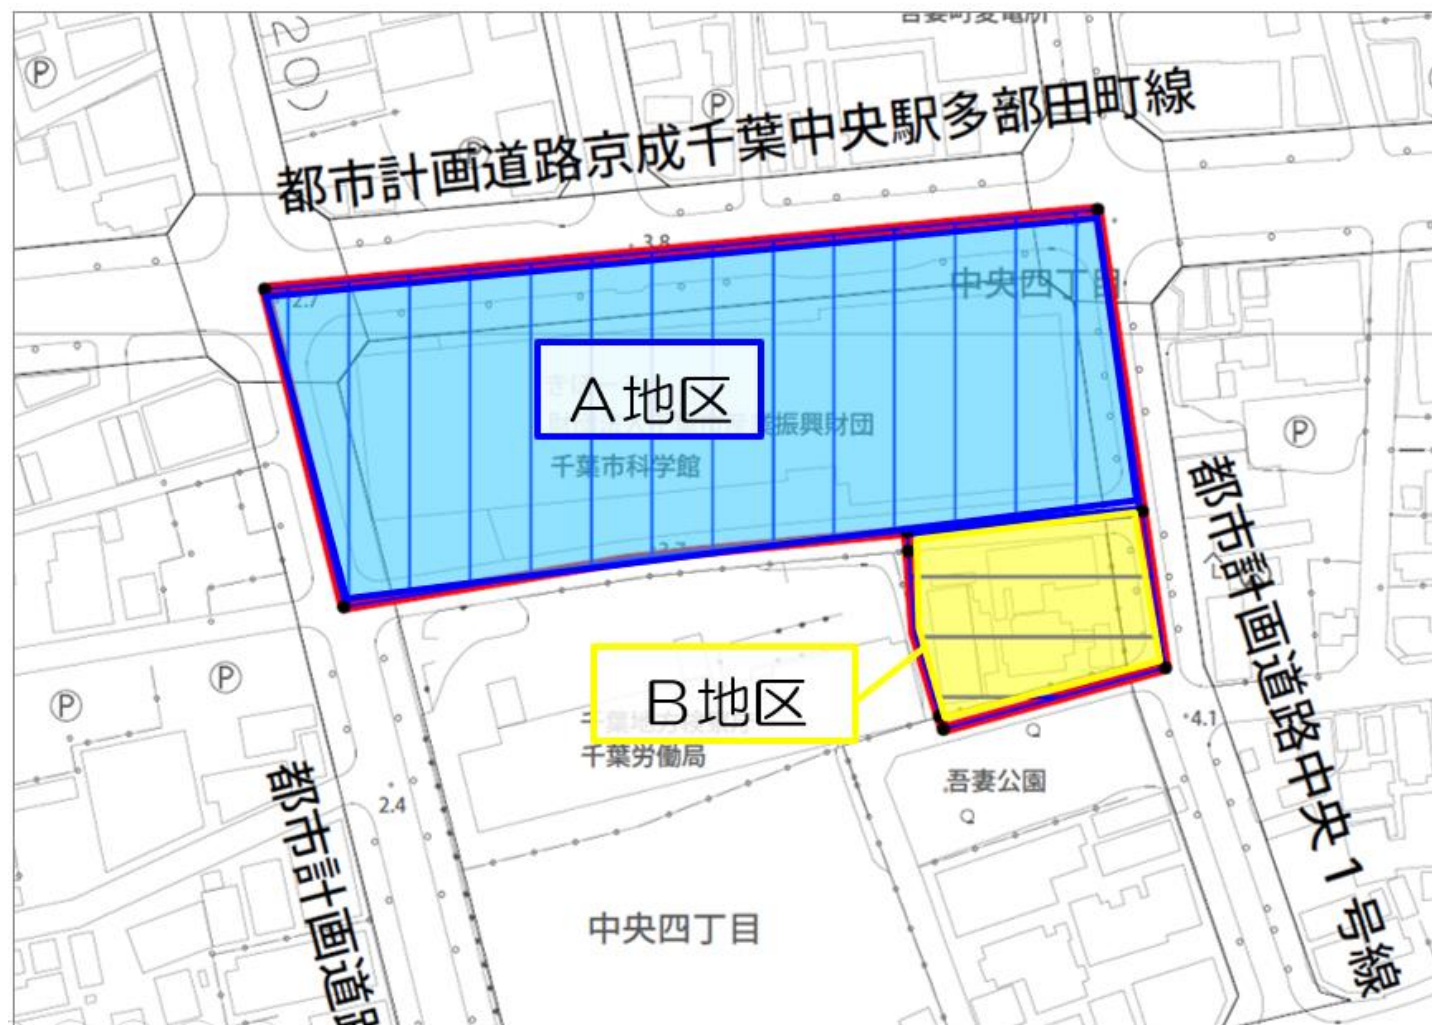 Ⓟ
Ⓟ
都市計画道路京成千葉中央駅多部田町線
3.8
中央四丁目
2.7
A地区
振興財団
千葉市科学館
Ⓟ
都市計画道路中央1号線
B地区
Ⓟ
Ⓟ
4.1
千葉労働局
吾妻公園
2.4
都市計画道路
中央四丁目